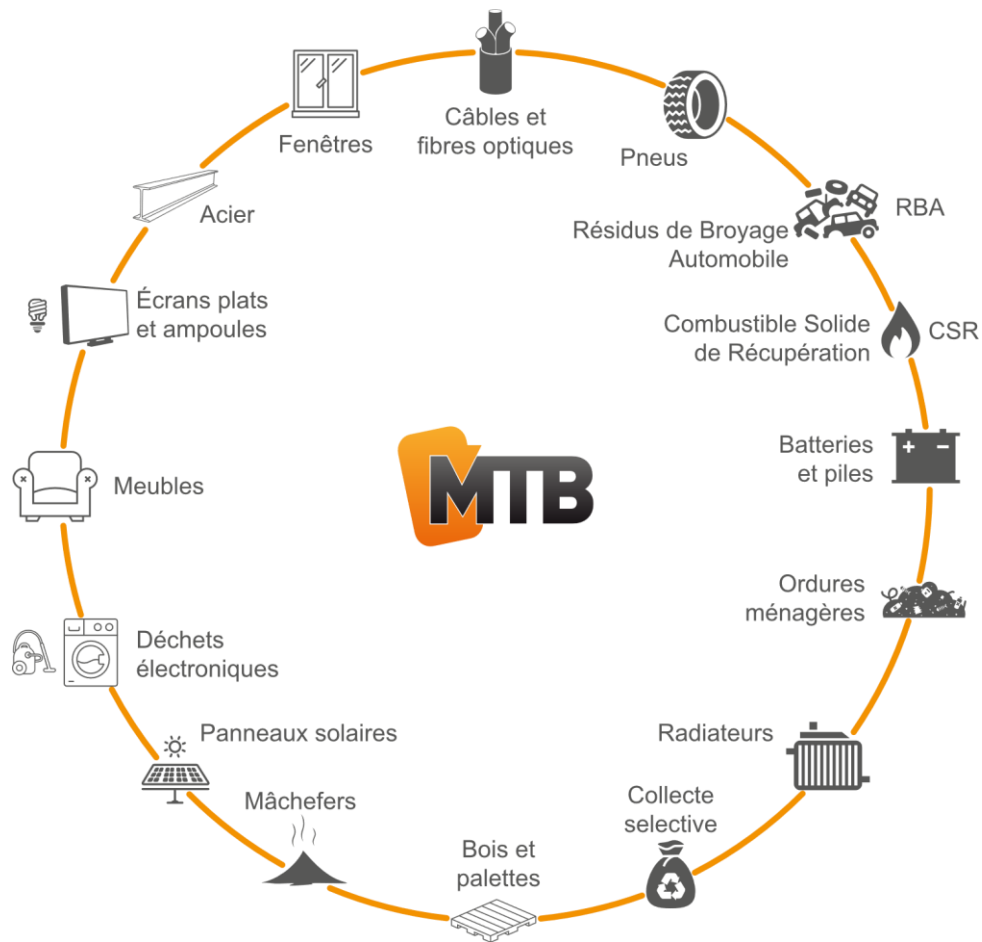 Câbles et
fibres optiques
Pneus
RBA
Résidus de Broyage
Automobile
Combustible Solide
de Récupération
CSR
Batteries
et piles
Ordures
ménagères
Radiateurs
Collecte
selective
Bois et
palettes
Mâchefers
Panneaux solaires
Déchets
électroniques
Meubles
Écrans plats
et ampoules
Acier
Fenêtres
MTB